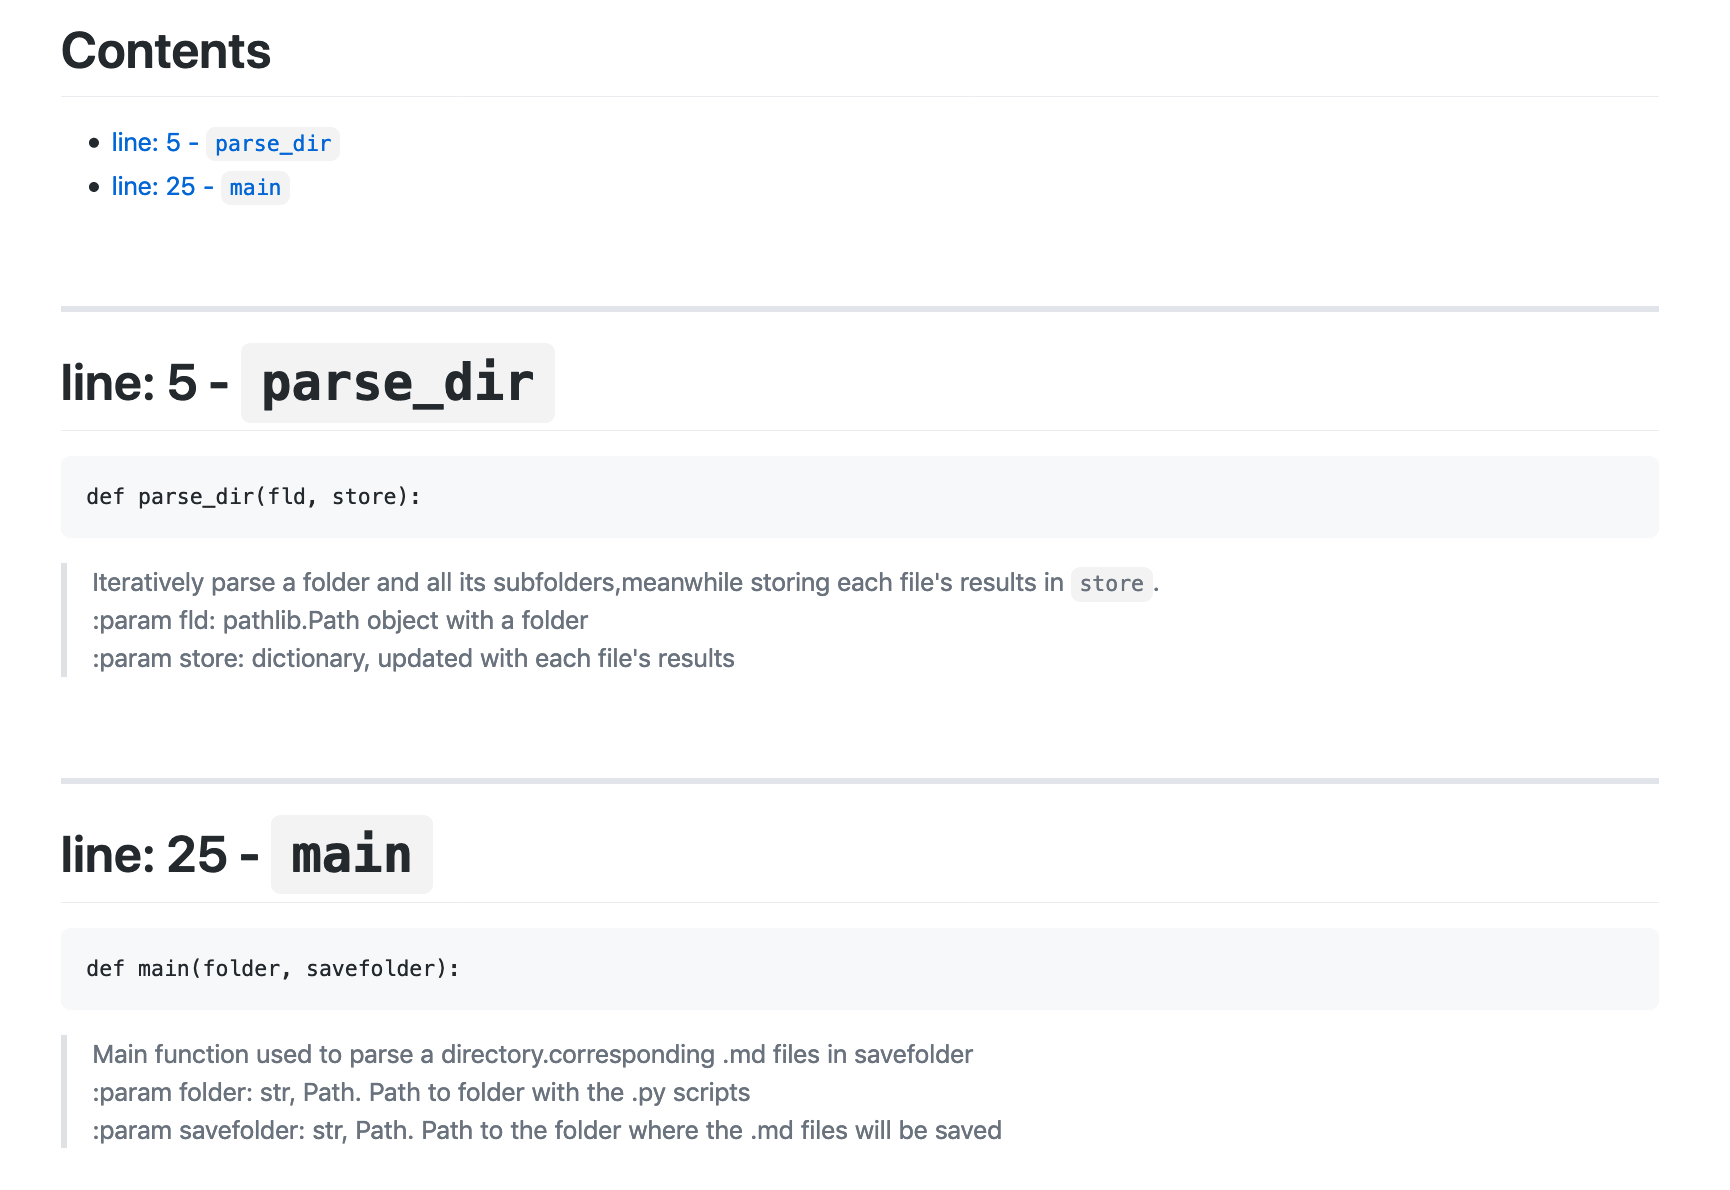 Contents
line: 5 - parse_dir
line: 25 - main
line: 5 - parse_dir
def parse_dir(fld, store):
Iteratively parse a folder and all its subfolders,meanwhile storing each file's results in store.
:param fld: pathlib.Path object with a folder
:param store: dictionary, updated with each file's results
line: 25 - main
def main(folder, savefolder):
Main function used to parse a directory.corresponding .md files in savefolder
:param folder: str, Path. Path to folder with the .py scripts
:param savefolder: str, Path. Path to the folder where the .md files will be saved